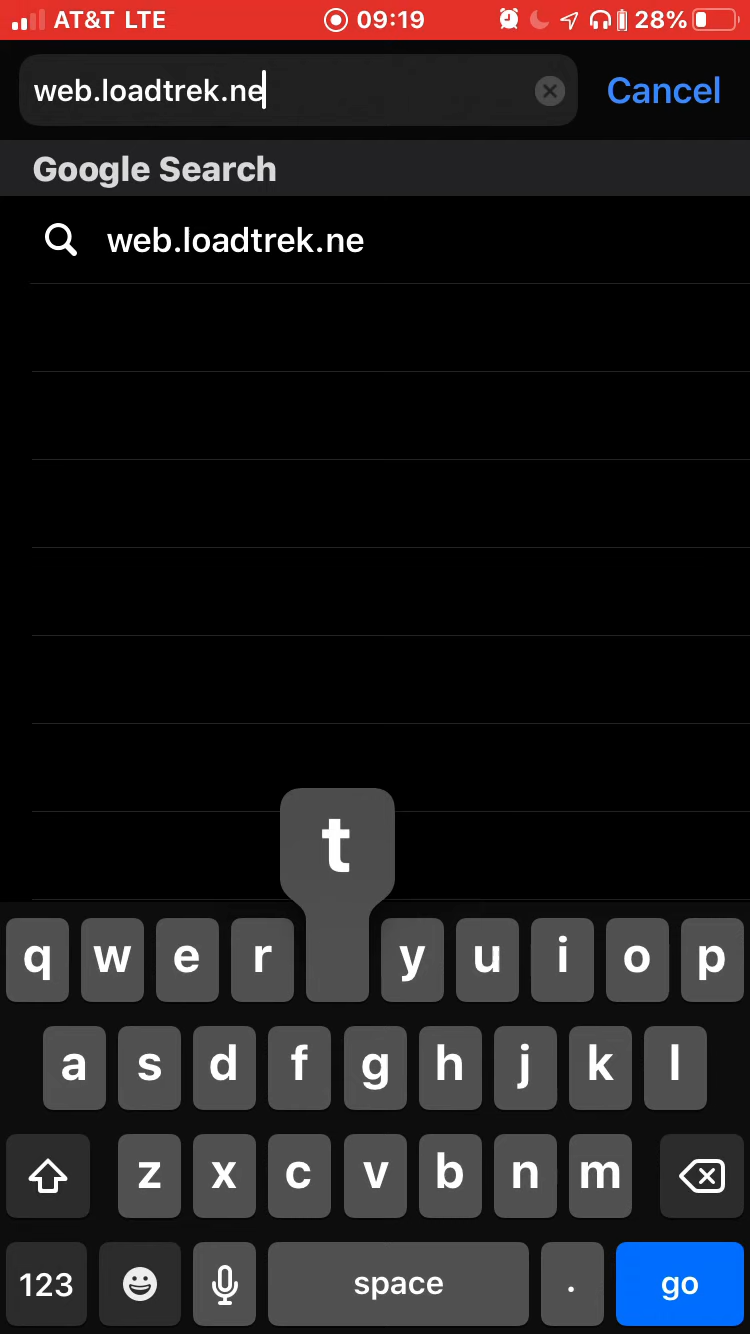 AT&T LTE 09:19 28%
web.loadtrek.ne Cancel
Google Search
web.loadtrek.ne
t
q w e r y u i o p
a s d f g h j k l
z x c v b n m
123 space . go